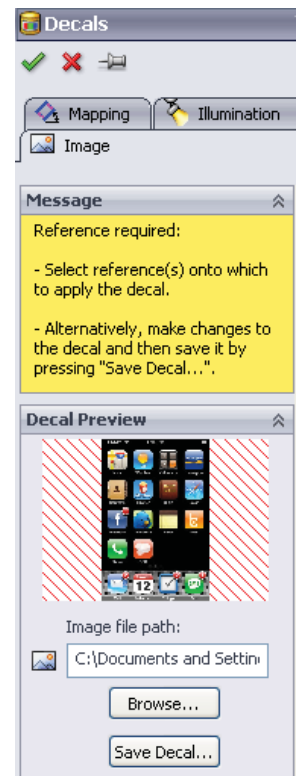 Decals
Mapping
Illumination
Image
Message
Reference required:
- Select reference(s) onto which
to apply the decal.
- Alternatively, make changes to
the decal and then save it by
pressing "Save Decal...".
Decal Preview
12
Image file path:
C:\Documents and Settin
Browse...
Save Decal...